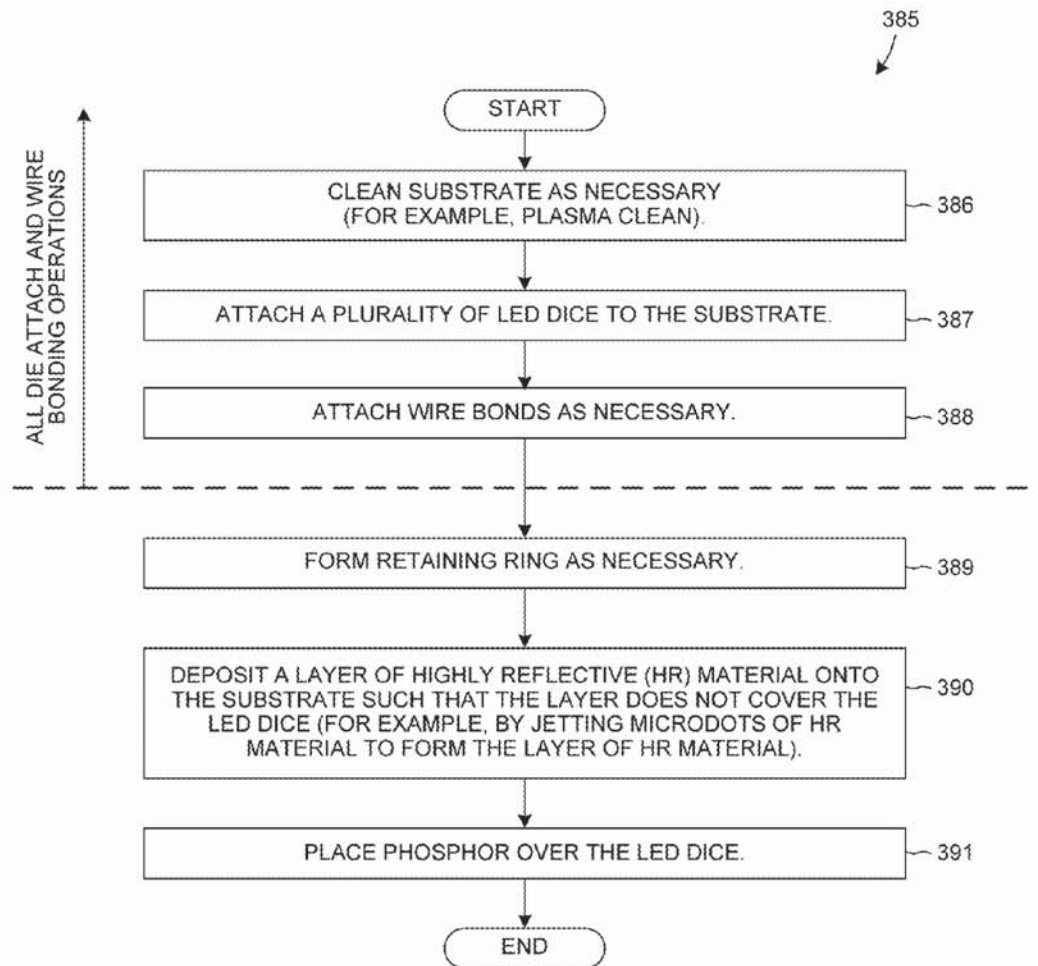 385
START
ALL DIE ATTACH AND WIRE
BONDING OPERATIONS
CLEAN SUBSTRATE AS NECESSARY
(FOR EXAMPLE, PLASMA CLEAN).
386
ATTACH A PLURALITY OF LED DICE TO THE SUBSTRATE.
387
ATTACH WIRE BONDS AS NECESSARY.
388
FORM RETAINING RING AS NECESSARY.
389
DEPOSIT A LAYER OF HIGHLY REFLECTIVE (HR) MATERIAL ONTO
THE SUBSTRATE SUCH THAT THE LAYER DOES NOT COVER THE
LED DICE (FOR EXAMPLE, BY JETTING MICRODOTS OF HR
MATERIAL TO FORM THE LAYER OF HR MATERIAL).
390
PLACE PHOSPHOR OVER THE LED DICE.
391
END